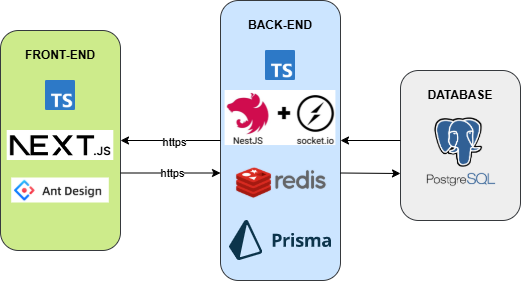 FRONT-END
TS
NEXT.JS
Ant Design
https
https
BACK-END
TS
+
NestJS
socket.io
redis
Prisma
DATABASE
PostgreSQL